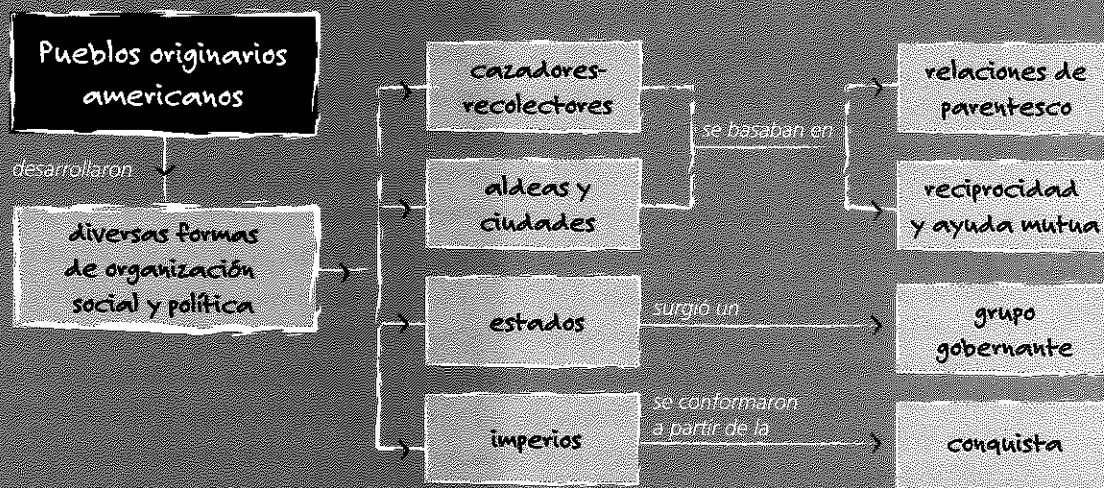 Pueblos originarios
americanos
desarrollaron
diversas formas
de organización
social y política
cazadores-
recolectores
aldeas y
ciudades
se basaban en
relaciones de
parentesco
reciprocidad
y ayuda mutua
estados
surgió un
grupo
gobernante
imperios
se conformaron
a partir de la
conquista